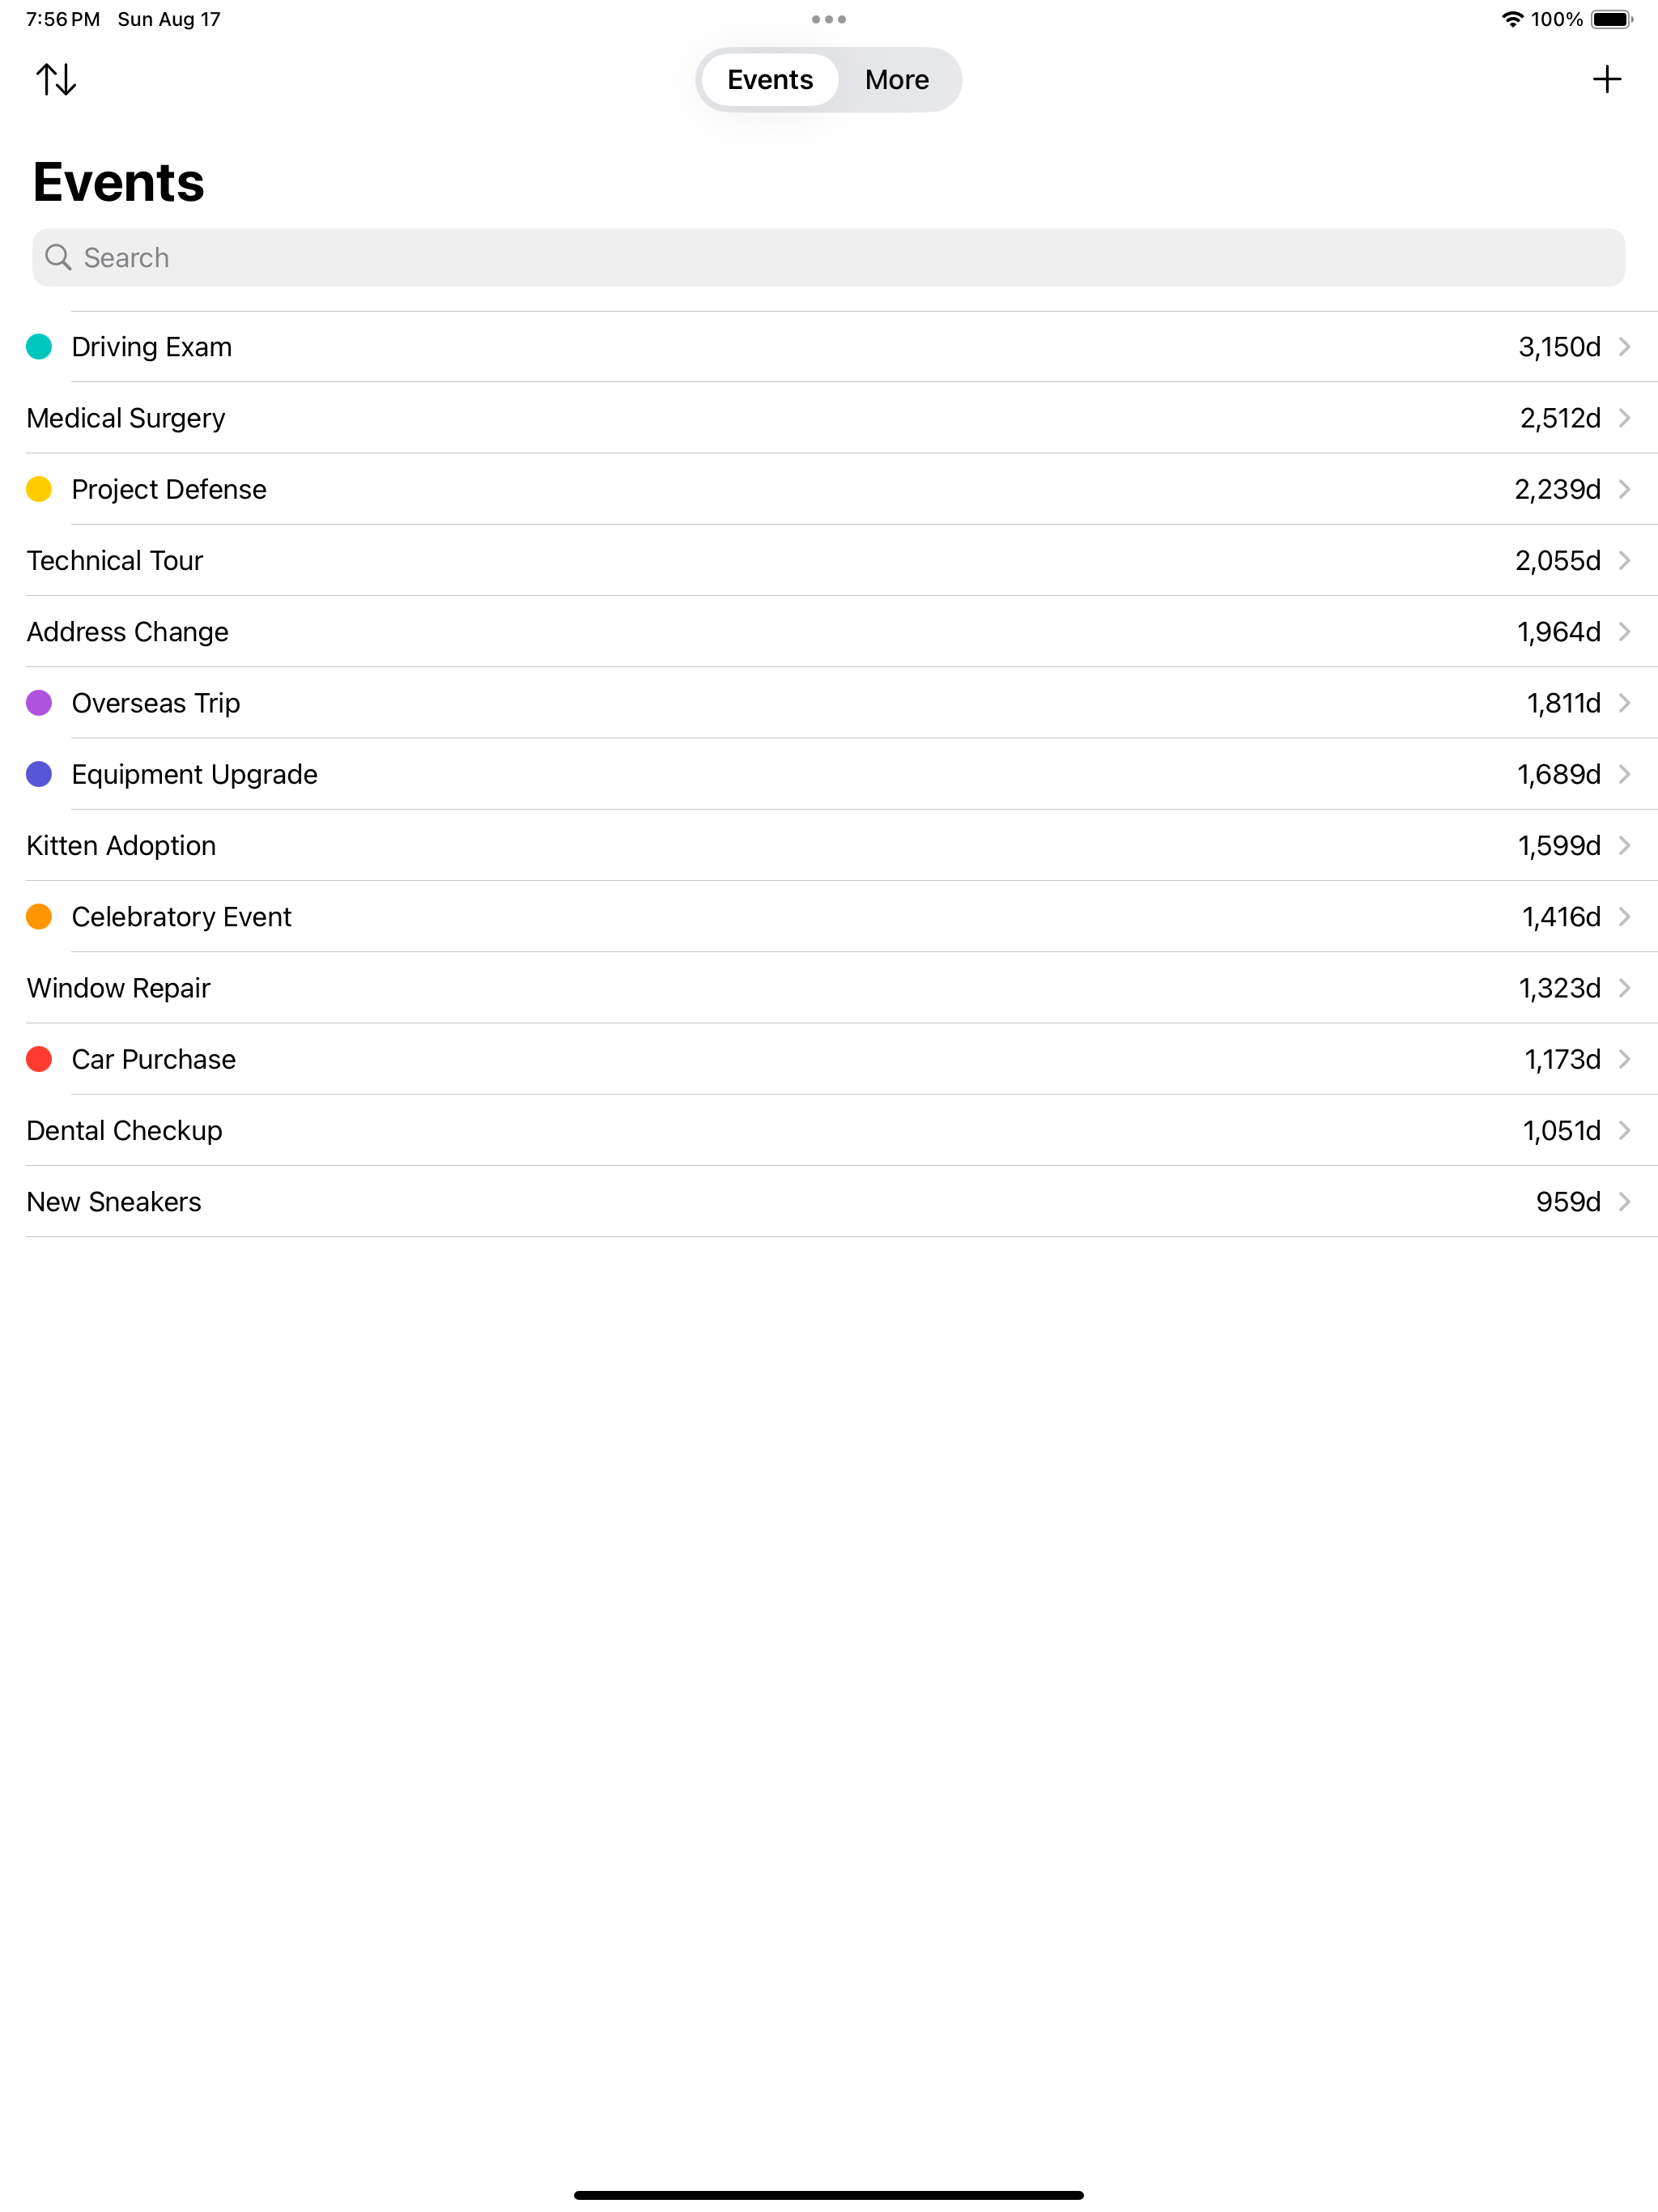 7:56 PM Sun Aug 17
100%
Events More
Events
Search
Driving Exam 3,150d
Medical Surgery 2,512d
Project Defense 2,239d
Technical Tour 2,055d
Address Change 1,964d
Overseas Trip 1,811d
Equipment Upgrade 1,689d
Kitten Adoption 1,599d
Celebratory Event 1,416d
Window Repair 1,323d
Car Purchase 1,173d
Dental Checkup 1,051d
New Sneakers 959d